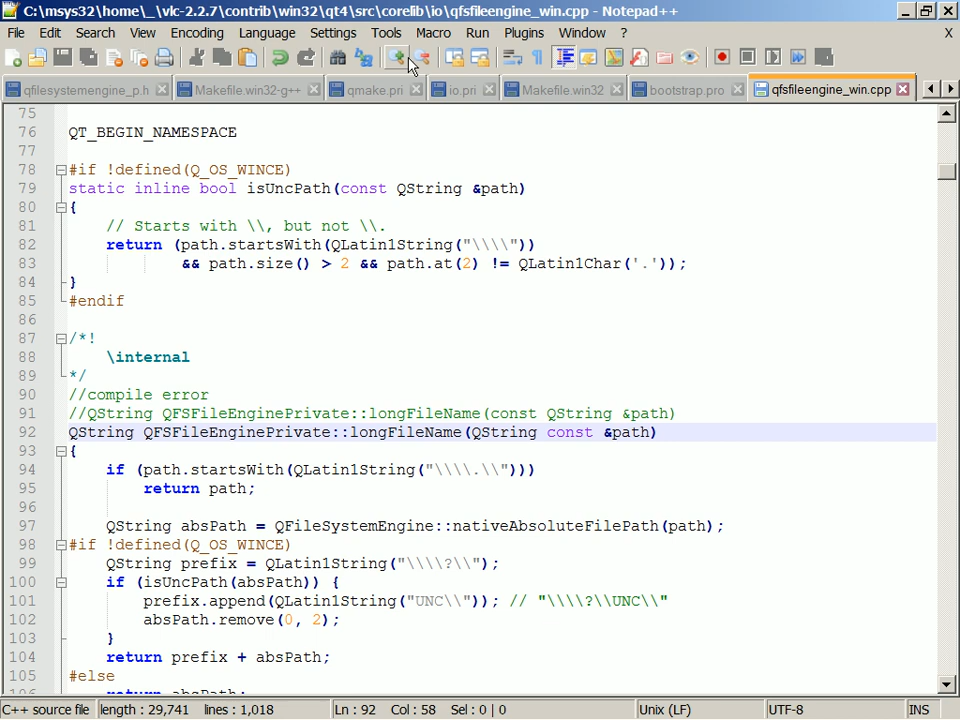 C:\msys32\home\_\vlc-2.2.7\contrib\win32\qt4\src\corelib\io\qfsfileengine_win.cpp - Notepad++
File Edit Search View Encoding Language Settings Tools Macro Run Plugins Window ? X
qfilesystemengine_p.h Makefile.win32-g++ qmake.pri io.pri Makefile.win32 bootstrap.pro qfsfileengine_win.cpp
75
76 QT_BEGIN_NAMESPACE
77
78 #if !defined(Q_OS_WINCE)
79 static inline bool isUncPath(const QString &path)
80 {
81 // Starts with \\, but not \\.
82 return (path.startsWith(QLatin1String("\\\\"))
83 && path.size() > 2 && path.at(2) != QLatin1Char('.'));
84 }
85 #endif
86
87 /*!
88 \internal
89 */
90 //compile error
91 //QString QFSFileEnginePrivate::longFileName(const QString &path)
92 QString QFSFileEnginePrivate::longFileName(QString const &path)
93 {
94 if (path.startsWith(QLatin1String("\\\\.\\")))
95 return path;
96
97 QString absPath = QFileSystemEngine::nativeAbsoluteFilePath(path);
98 #if !defined(Q_OS_WINCE)
99 QString prefix = QLatin1String("\\\\?\\");
100 if (isUncPath(absPath)) {
101 prefix.append(QLatin1String("UNC\\")); // "\\\\?\\UNC\\"
102 absPath.remove(0, 2);
103 }
104 return prefix + absPath;
105 #else
106 return absPath;
C++ source file length : 29,741 lines : 1,018 Ln : 92 Col : 58 Sel : 0 | 0 Unix (LF) UTF-8 INS